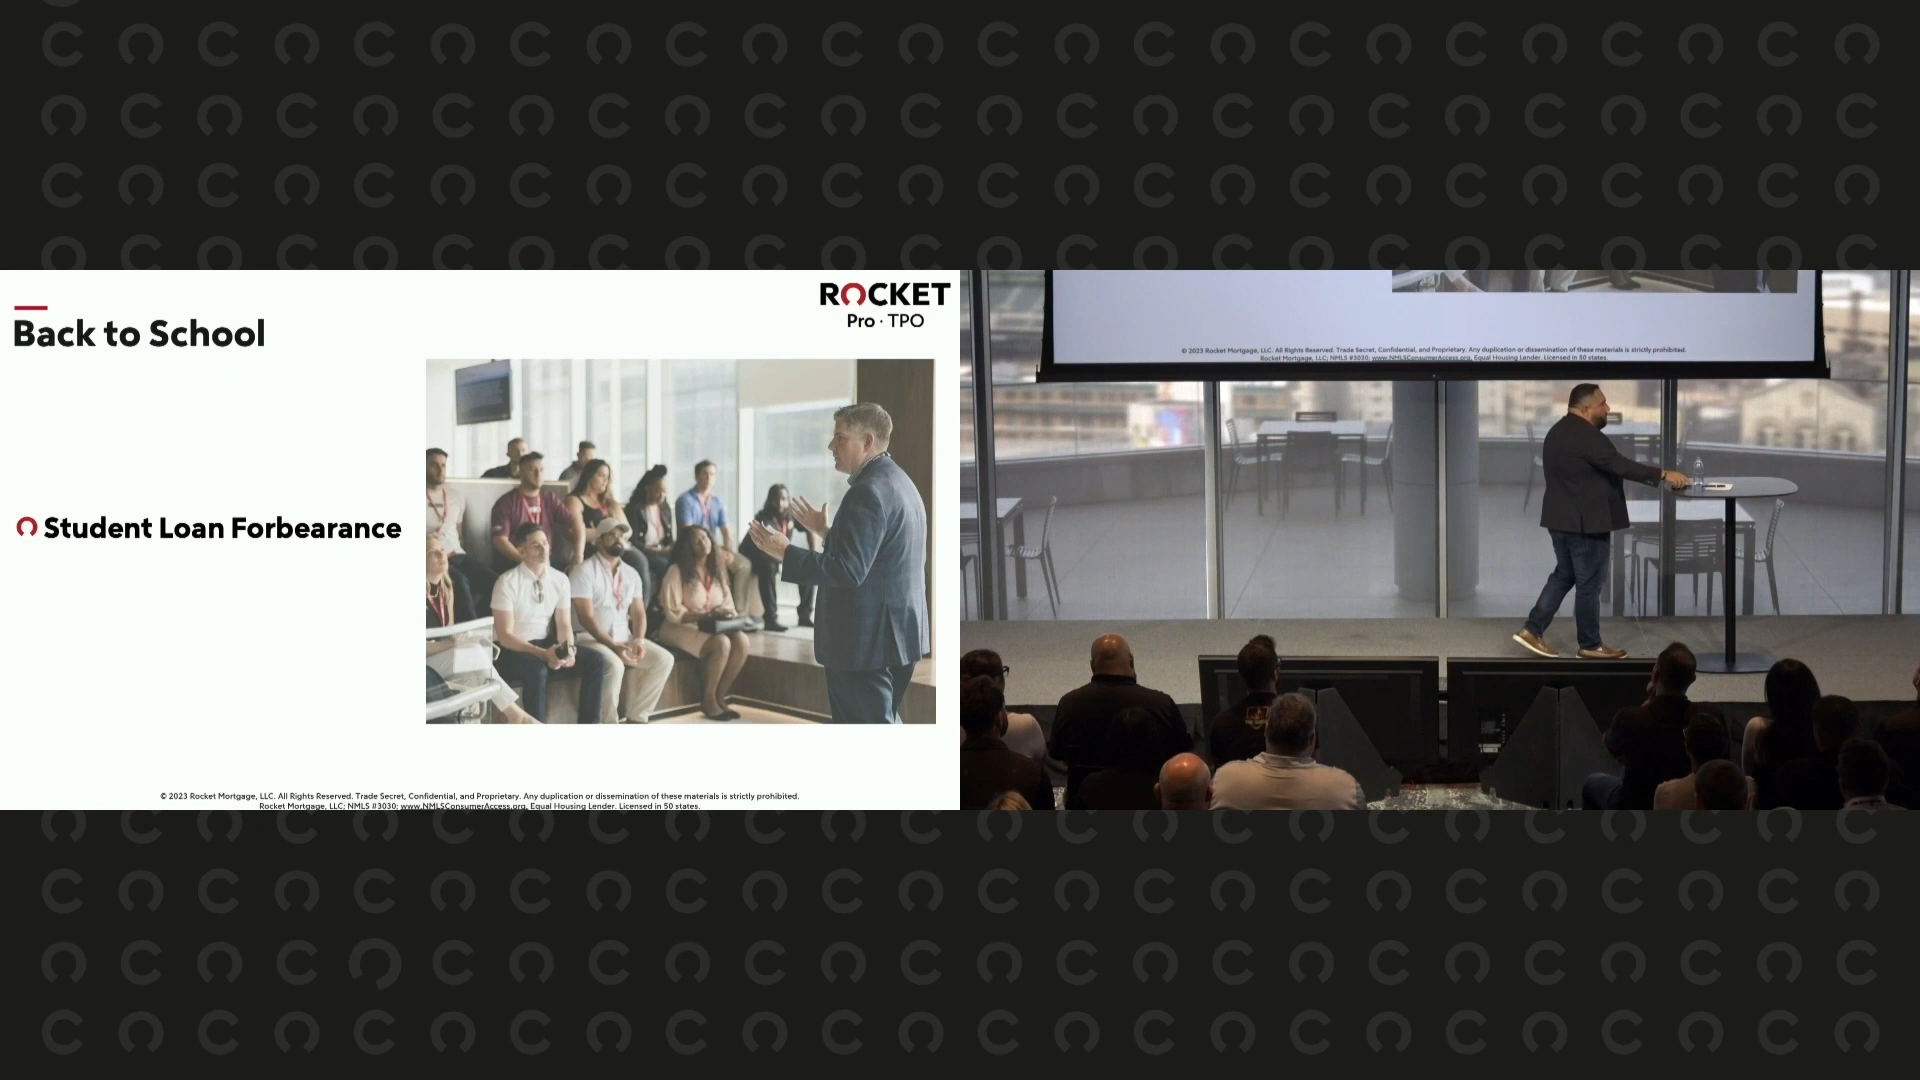 ROCKET
Pro · TPO
Back to School
Student Loan Forbearance
© 2023 Rocket Mortgage, LLC. All Rights Reserved. Trade Secret, Confidential, and Proprietary. Any duplication or dissemination of these materials is strictly prohibited.
Rocket Mortgage, LLC; NMLS #3030; www.NMLSConsumerAccess.org. Equal Housing Lender. Licensed in 50 states.
© 2023 Rocket Mortgage, LLC. All Rights Reserved. Trade Secret, Confidential, and Proprietary. Any duplication or dissemination of these materials is strictly prohibited.
Rocket Mortgage, LLC; NMLS #3030; www.NMLSConsumerAccess.org. Equal Housing Lender. Licensed in 50 states.